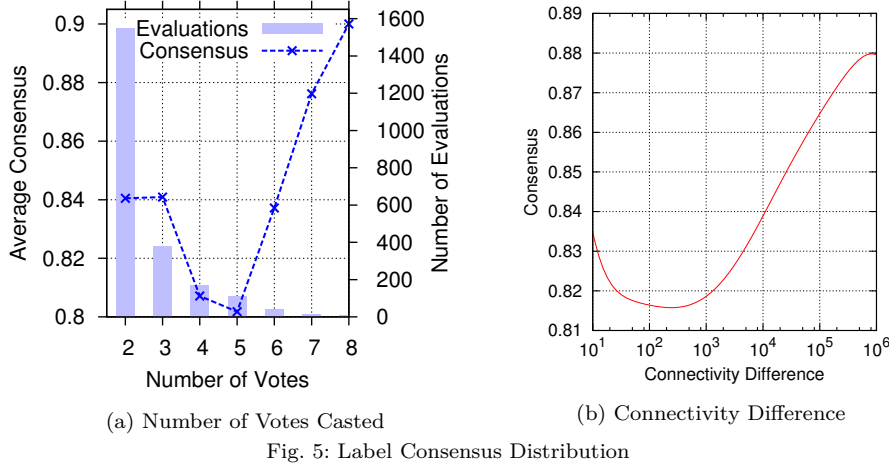 Evaluations
Consensus
0.9
0.88
0.86
0.84
0.82
0.8
Average Consensus
1600
1400
1200
1000
800
600
400
200
0
Number of Evaluations
2 3 4 5 6 7 8
Number of Votes
(a) Number of Votes Casted
0.89
0.88
0.87
0.86
0.85
0.84
0.83
0.82
0.81
Consensus
10^1 10^2 10^3 10^4 10^5 10^6
Connectivity Difference
(b) Connectivity Difference
Fig. 5: Label Consensus Distribution